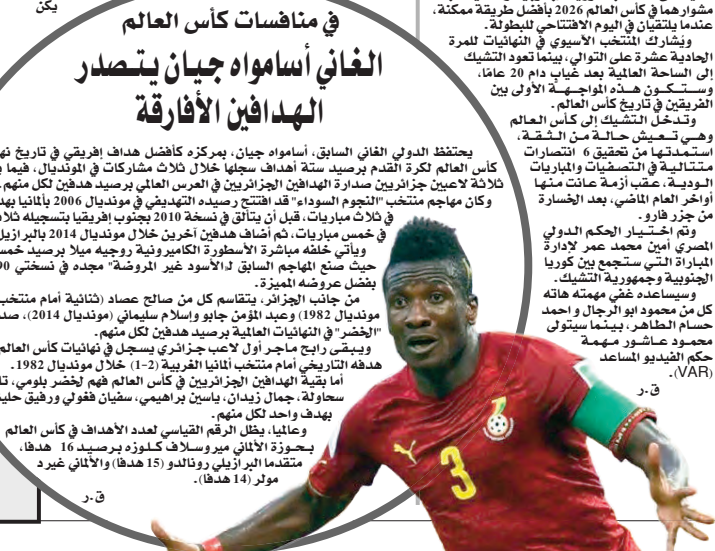 في منافسات كأس العالم
الغاني أسامواه جيان يتصدر
الهدافين الأفارقة
يحتفظ الدولي الغاني السابق، أسامواه جيان، بمركزه كأفضل هداف إفريقي في تاريخ
كأس العالم لكرة القدم برصيد ستة أهداف سجلها خلال ثلاث مشاركات في المونديال، فيما
ثلاثة لاعبين جزائريين صدارة الهدافين الجزائريين في العرس العالمي برصيد هدفين لكل منهم.
وكان مهاجم منتخب "النجوم السوداء" قد افتتح رصيده التهديفي في مونديال 2006 بألمانيا
في ثلاث مباريات، قبل أن يتألق في نسخة 2010 بجنوب إفريقيا بتسجيله
في خمس مباريات، ثم أضاف هدفين آخرين خلال مونديال 2014 بالبرازيل
ويأتي خلفه مباشرة الأسطورة الكاميرونية روجيه ميلا برصيد
حيث صنع المهاجم السابق لـ"الأسود غير المروضة" مجده في نسختي 90
بفضل عروضه المميزة.
من جانب الجزائر، يتقاسم كل من صالح عصاد (ثنائية أمام منتخب
مونديال 1982) وعبد المؤمن جابو وإسلام سليماني (مونديال 2014)،
"الخضر" في النهائيات العالمية برصيد هدفين لكل منهم.
ويبقى رابح ماجر أول لاعب جزائري يسجل في نهائيات كأس العالم
هدفه التاريخي أمام منتخب ألمانيا الغربية (2-1) خلال مونديال 1982.
أما بقية الهدافين الجزائريين في كأس العالم فهم لخضر بلومي،
سحاولة، جمال زيدان، ياسين براهيمي، سفيان فغولي ورفيق
بهدف واحد لكل منهم.
وعالميا، يظل الرقم القياسي لعدد الأهداف في كأس العالم
بحوزة الألماني ميروسلاف كلوزه برصيد 16 هدفا،
متقدما البرازيلي رونالدو (15 هدفا) والألماني غيرد
مولر (14 هدفا).
ق.ر
مشوارهما في كأس العالم 2026 بأفضل طريقة ممكنة،
عندما يلتقيان في اليوم الافتتاحي للبطولة.
ويُشارك المنتخب الآسيوي في النهائيات للمرة
الحادية عشرة على التوالي، بينما تعود التشيك
إلى الساحة العالمية بعد غياب دام 20 عامًا،
وستكون هذه المواجهة الأولى بين
الفريقين في تاريخ كأس العالم.
وتدخل التشيك إلى كأس العالم
وهي تعيش حالة من الثقة،
استمدتها من تحقيق 6 انتصارات
متتالية في التصفيات والمباريات
الودية، عقب أزمة عانت منها
أواخر العام الماضي، بعد الخسارة
من جزر فارو.
وتم اختيار الحكم الدولي
المصري أمين محمد عمر لإدارة
المباراة التي ستجمع بين كوريا
الجنوبية وجمهورية التشيك.
وسيساعده غفي مهمته هاته
كل من محمود ابو الرجال و احمد
حسام الطاهر، بينما سيتولى
محمود عاشور مهمة
حكم الفيديو المساعد
(VAR).
ق.ر
يكن
3